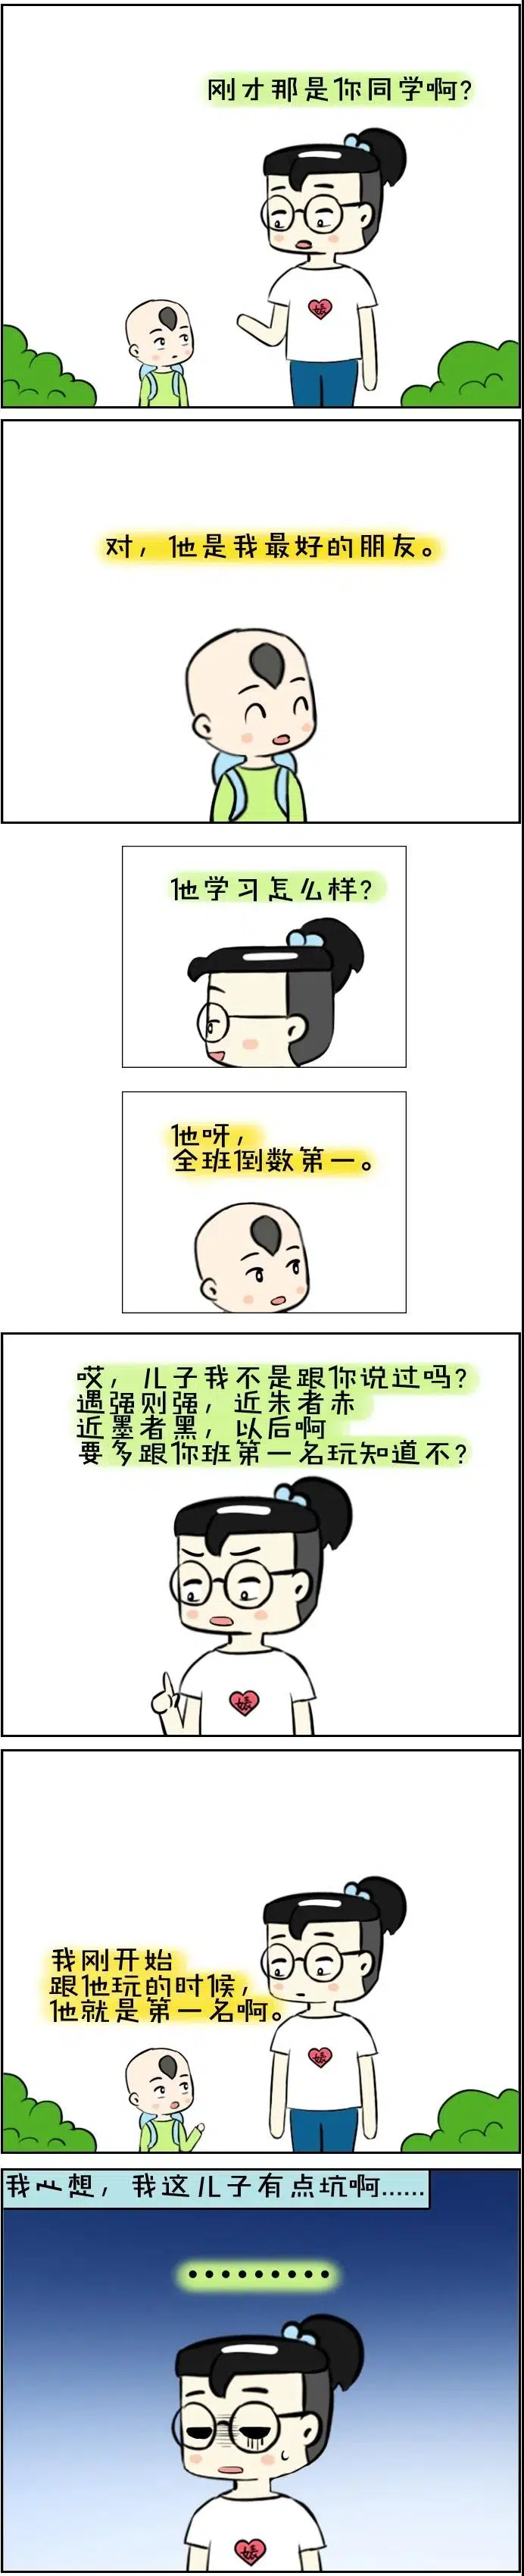 刚才那是你同学啊?
对，他是我最好的朋友。
他学习怎么样?
他呀，
全班倒数第一。
哎，儿子我不是跟你说过吗?
遇强则强，近朱者赤
近墨者黑，以后啊
要多跟你班第一名玩知道不?
我刚开始
跟他玩的时候，
他就是第一名啊。
我心想，我这儿子有点坑啊......
•••••••••